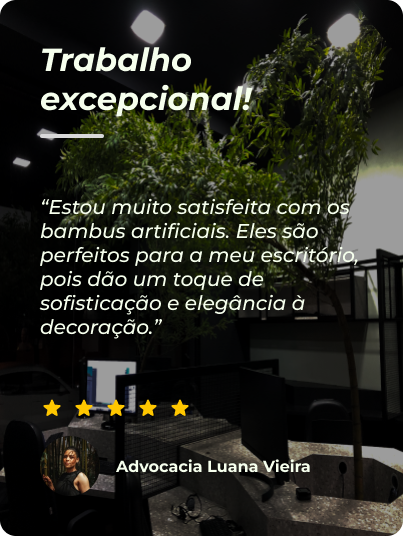 Trabalho
excepcional!
“Estou muito satisfeita com os
bambus artificiais. Eles são
perfeitos para a meu escritório,
pois dão um toque de
sofisticação e elegância à
decoração.”
Advocacia Luana Vieira